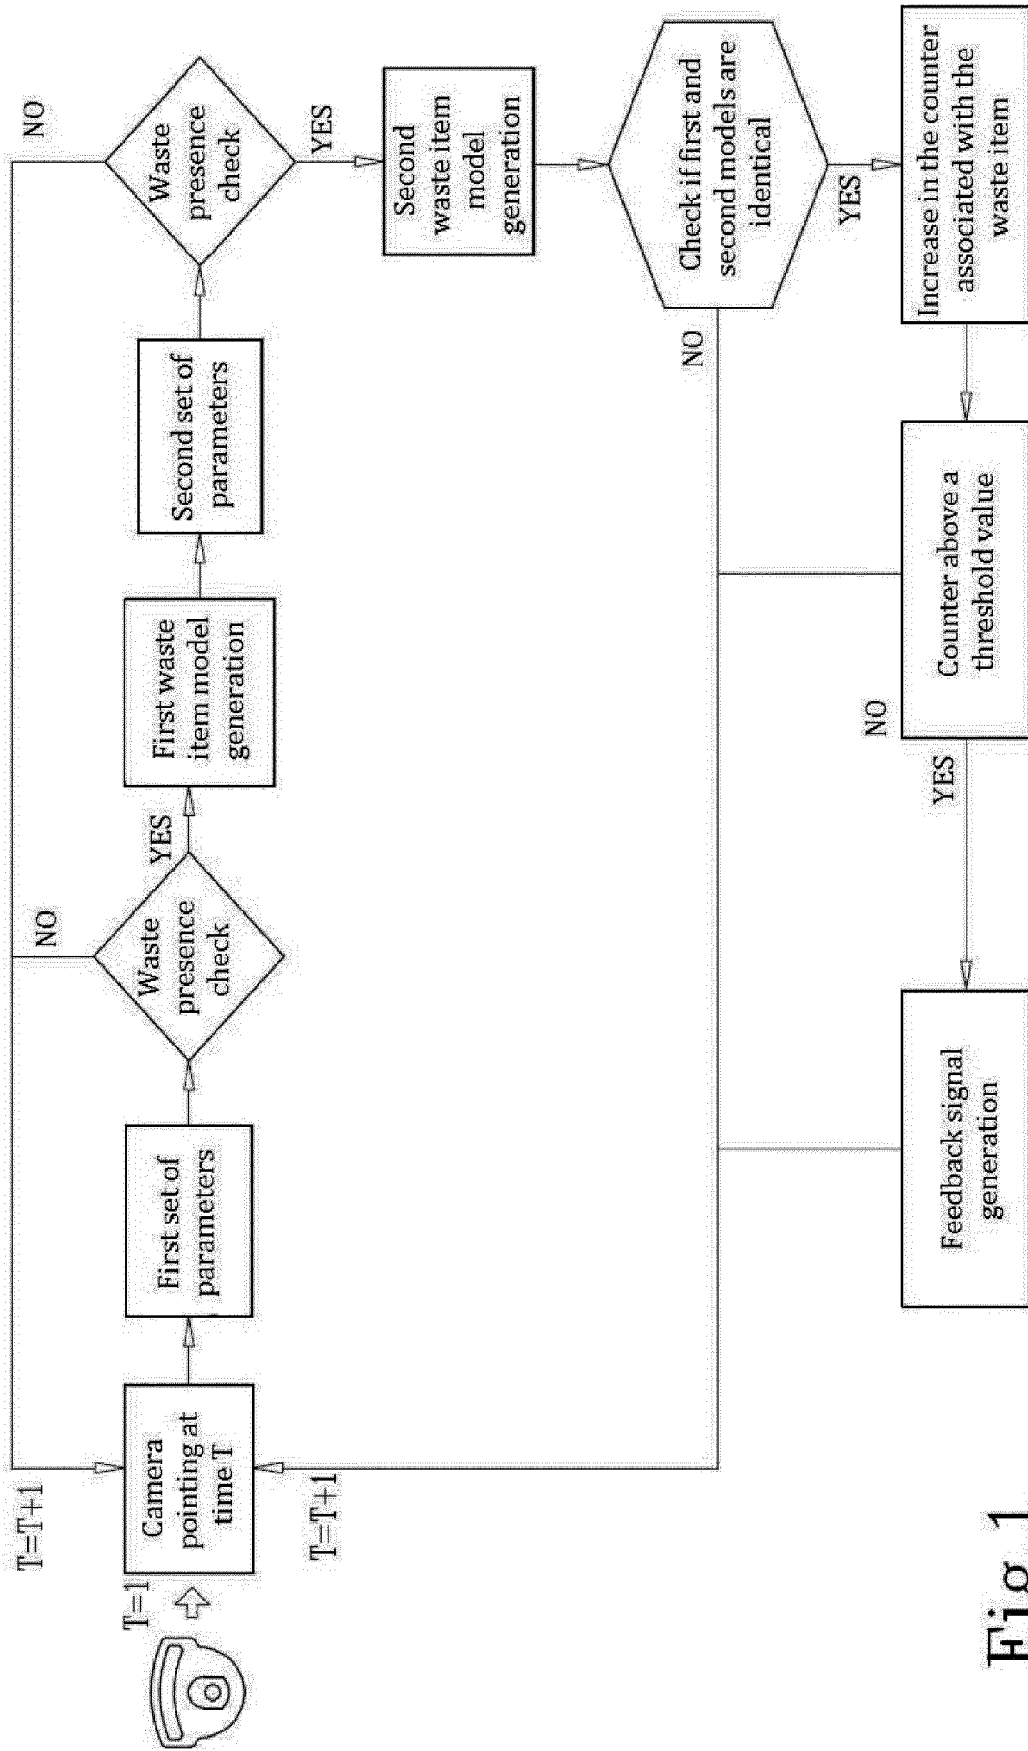 T=T+1
NO
NO
T=1
Camera
pointing at
time T
First set of
parameters
Waste
presence
check
YES
First waste
item model
generation
Second set of
parameters
Waste
presence
check
YES
T=T+1
Second
waste item
model
generation
NO
Check if first and
second models are
identical
YES
NO
YES
Feedback signal
generation
Counter above a
threshold value
Increase in the counter
associated with the
waste item
Fig. 1